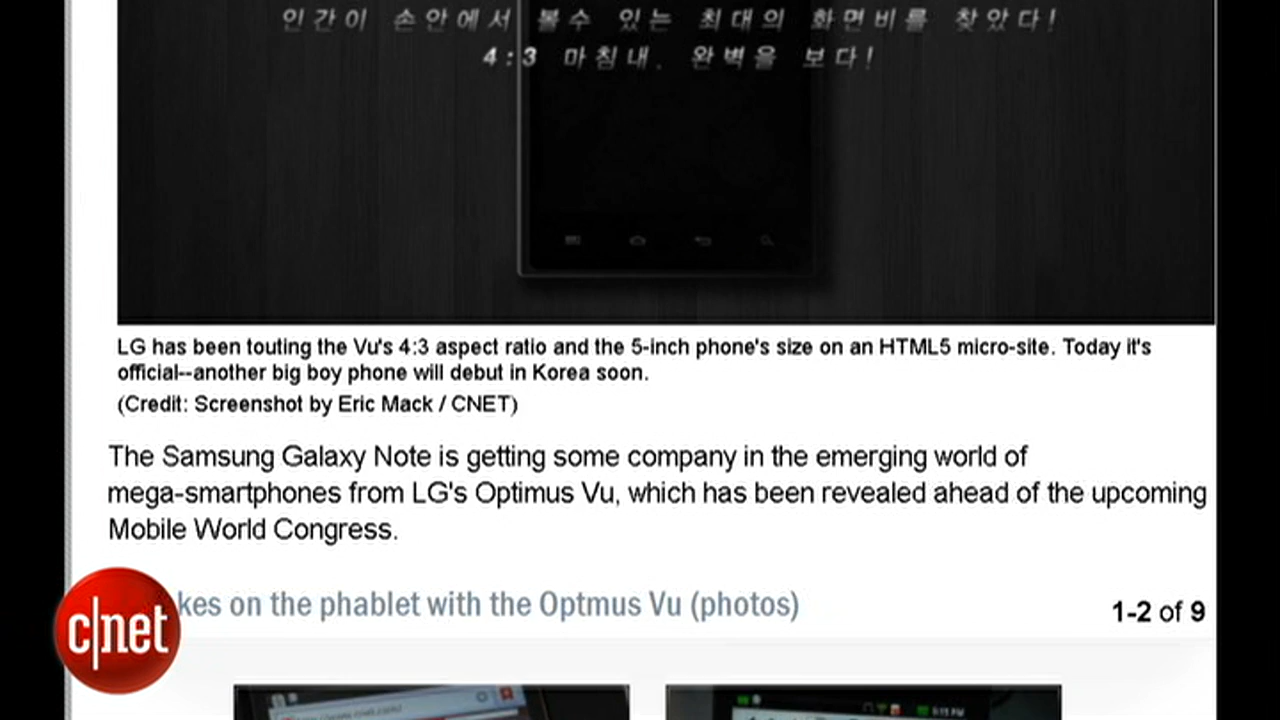 인간이 손안에서 볼수 있는 최대의 화면비를 찾았다!
4:3 마침내. 완벽을 보다!
LG has been touting the Vu's 4:3 aspect ratio and the 5-inch phone's size on an HTML5 micro-site. Today it's
official--another big boy phone will debut in Korea soon.
(Credit: Screenshot by Eric Mack / CNET)
The Samsung Galaxy Note is getting some company in the emerging world of
mega-smartphones from LG's Optimus Vu, which has been revealed ahead of the upcoming
Mobile World Congress.
kes on the phablet with the Optmus Vu (photos)
1-2 of 9
c|net